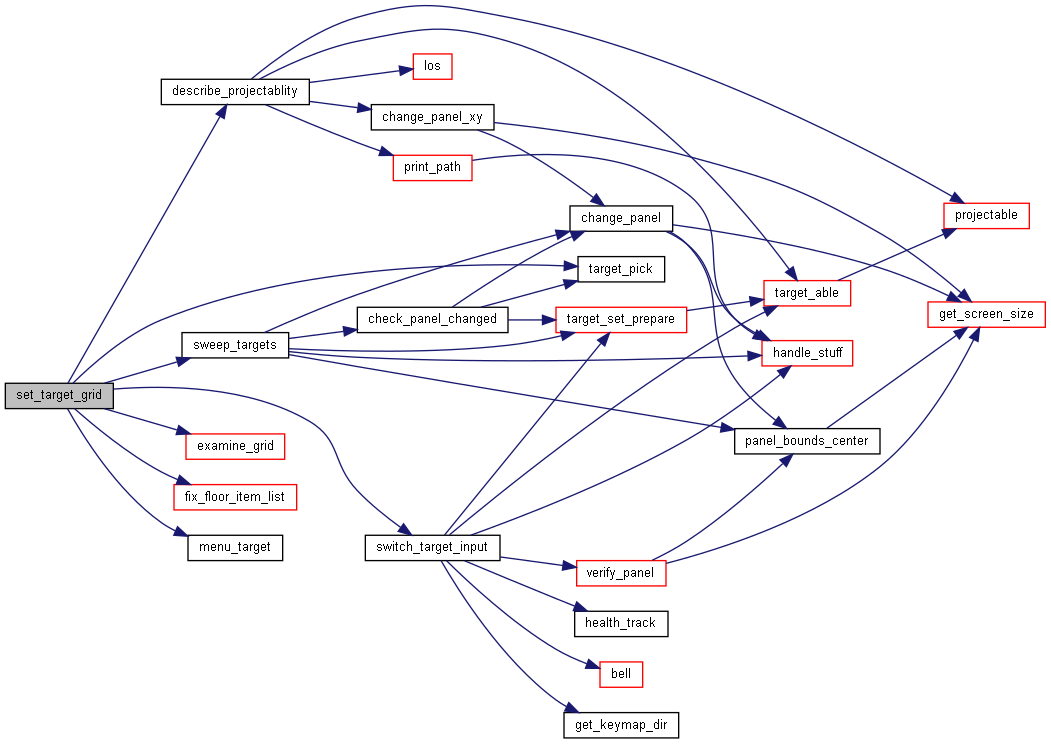 los
describe_projectablity
change_panel_xy
print_path
projectable
change_panel
target_pick
target_able
get_screen_size
check_panel_changed
target_set_prepare
sweep_targets
handle_stuff
set_target_grid
examine_grid
panel_bounds_center
fix_floor_item_list
menu_target
switch_target_input
verify_panel
health_track
bell
get_keymap_dir